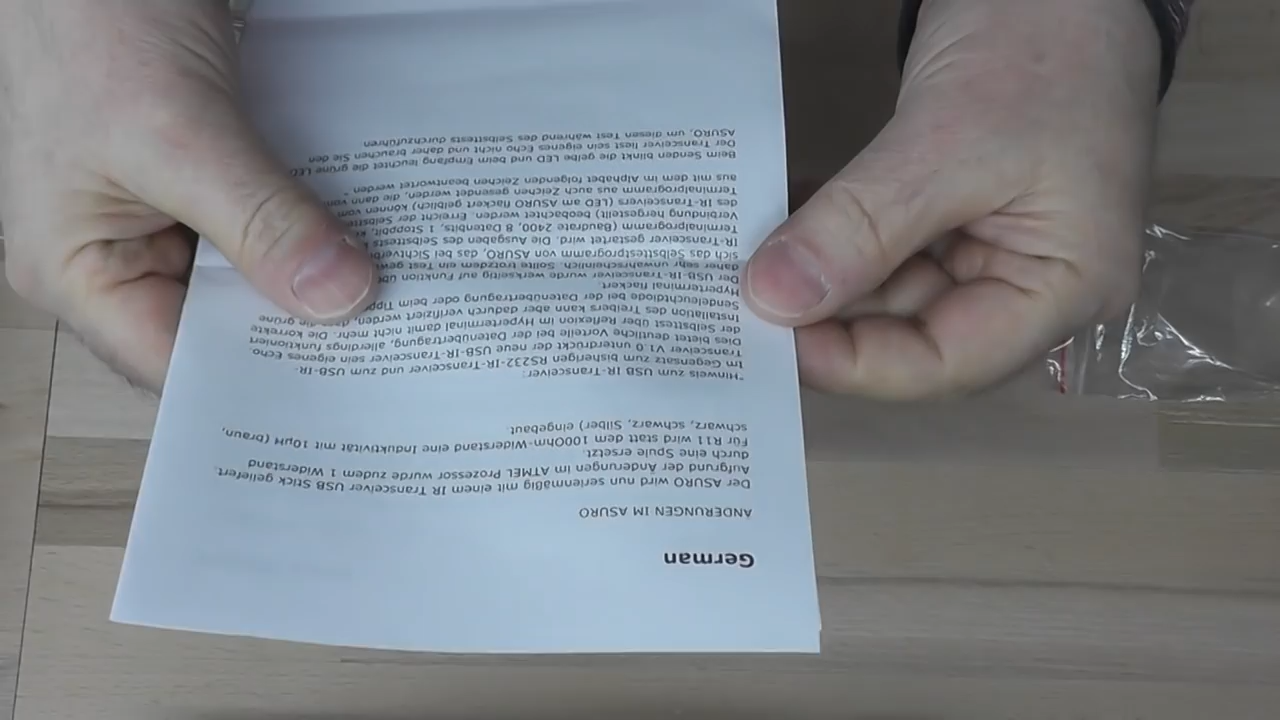 German
ÄNDERUNGEN IM ASURO
Der ASURO wird nun serienmäßig mit einem IR Transceiver USB Stick geliefert.
Aufgrund der Änderungen im ATMEL Prozessor wurde zudem 1 Widerstand
durch eine Spule ersetzt.
Für R11 wird statt dem 100Ohm-Widerstand eine Induktivität mit 10µH (braun,
schwarz, schwarz, Silber) eingebaut.
"Hinweis zum USB IR-Transceiver:
Im Gegensatz zum bisherigen RS232-IR-Transceiver und zum USB-IR-
Transceiver V1.0 unterdrückt der neue USB-IR-Transceiver sein eigenes Echo.
Dies bietet deutliche Vorteile bei der Datenübertragung, allerdings funktioniert
der Selbsttest über Reflexion im Hyperterminal damit nicht mehr. Die korrekte
Installation des Treibers kann aber dadurch verifiziert werden, dass die grüne
Sendeleuchtdiode bei der Datenübertragung oder beim
Hyperterminal flackert.
Der USB-IR-Transceiver wurde werkseitig auf Funktion
daher sehr unwahrscheinlich. Sollte trotzdem ein Test
sich das Selbsttestprogramm von ASURO, das bei
IR-Transceiver gestartet wird. Die Ausgaben des Selbsttests
Terminalprogramm (Baudrate 2400, 8 Datenbits, 1 Stoppbit,
Verbindung hergestellt) beobachtet werden. Erreicht der
des IR-Transceivers (LED am ASURO flackert gelblich) können vom
Terminalprogramm aus auch Zeichen gesendet werden, die dann vom
aus mit dem im Alphabet folgenden Zeichen beantwortet werden."
Beim Senden blinkt die gelbe LED und beim Empfang leuchtet die grüne LED
Der Transceiver liest sein eigenes Echo nicht und daher brauchen Sie den
ASURO, um diesen Test während des Selbsttests durchzuführen